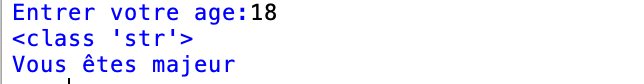 Entrer votre age:18
<class 'str'>
Vous êtes majeur